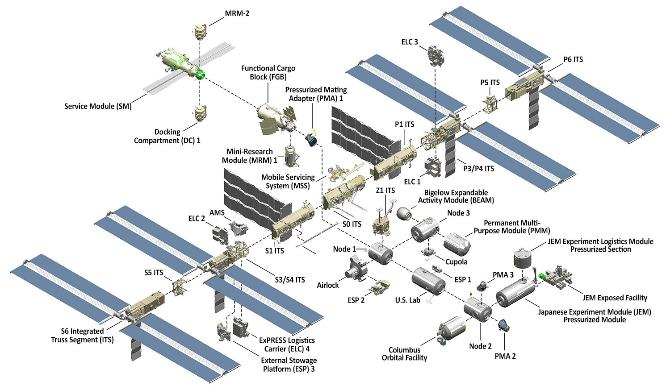 MRM-2
ELC 3
P6 ITS
Functional Cargo
Block (FGB)
P5 ITS
Pressurized Mating
Adapter (PMA) 1
Service Module (SM)
P1 ITS
Docking
Compartment (DC) 1
Mini-Research
Module (MRM) 1
P3/P4 ITS
Mobile Servicing
System (MSS)
ELC 1
Z1 ITS
Bigelow Expandable
Activity Module (BEAM)
Node 3
AMS
ELC 2
S0 ITS
Permanent Multi-
Purpose Module (PMM)
S1 ITS
Node 1
JEM Experiment Logistics Module
Pressurized Section
Cupola
S5 ITS
S3/S4 ITS
ESP 1
PMA 3
Airlock
ESP 2
U.S. Lab
JEM Exposed Facility
Japanese Experiment Module (JEM)
Pressurized Module
S6 Integrated
Truss Segment (ITS)
ExPRESS Logistics
Carrier (ELC) 4
External Stowage
Platform (ESP) 3
Columbus
Orbital Facility
Node 2
PMA 2